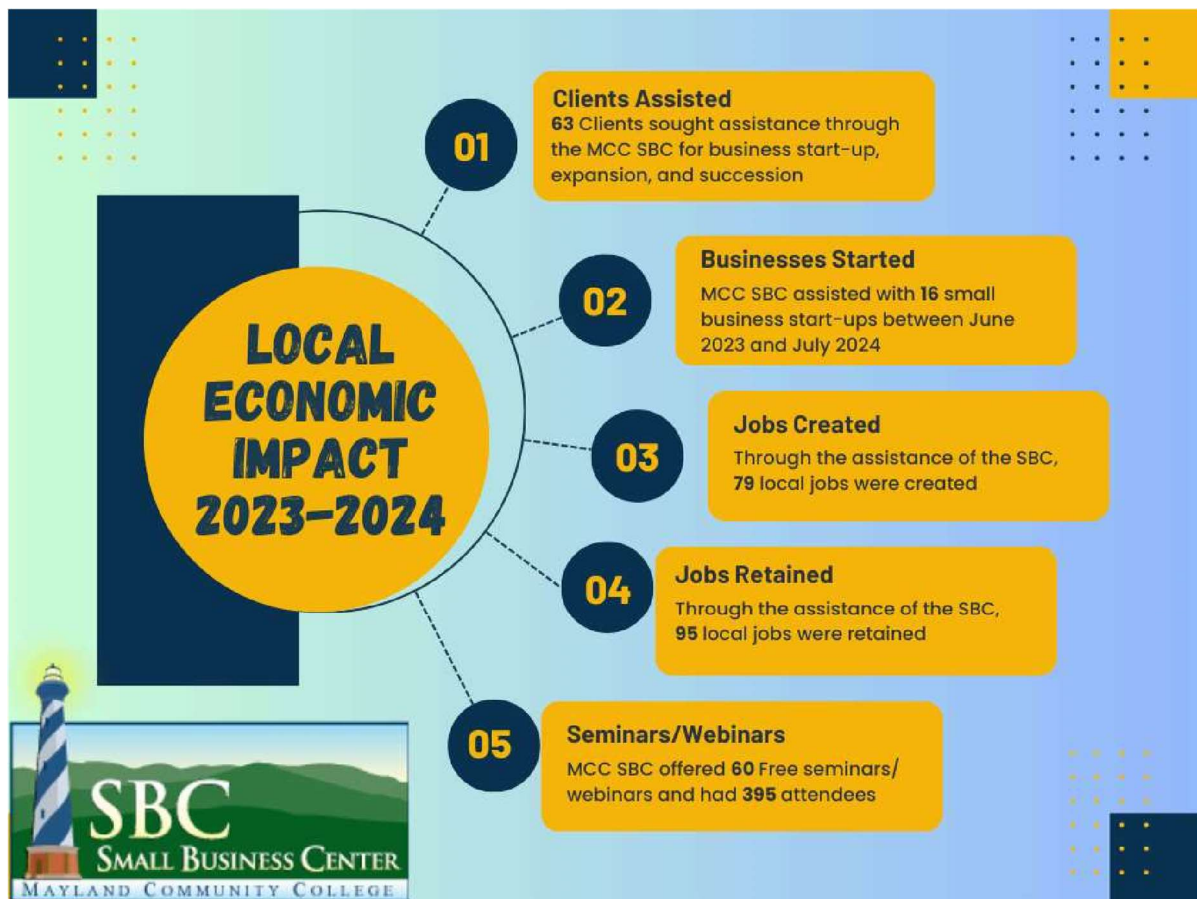 LOCAL
ECONOMIC
IMPACT
2023-2024
01
Clients Assisted
63 Clients sought assistance through
the MCC SBC for business start-up,
expansion, and succession
02
Businesses Started
MCC SBC assisted with 16 small
business start-ups between June
2023 and July 2024
03
Jobs Created
Through the assistance of the SBC,
79 local jobs were created
04
Jobs Retained
Through the assistance of the SBC,
95 local jobs were retained
05
Seminars/Webinars
MCC SBC offered 60 Free seminars/
webinars and had 395 attendees
SBC
SMALL BUSINESS CENTER
MAYLAND COMMUNITY COLLEGE